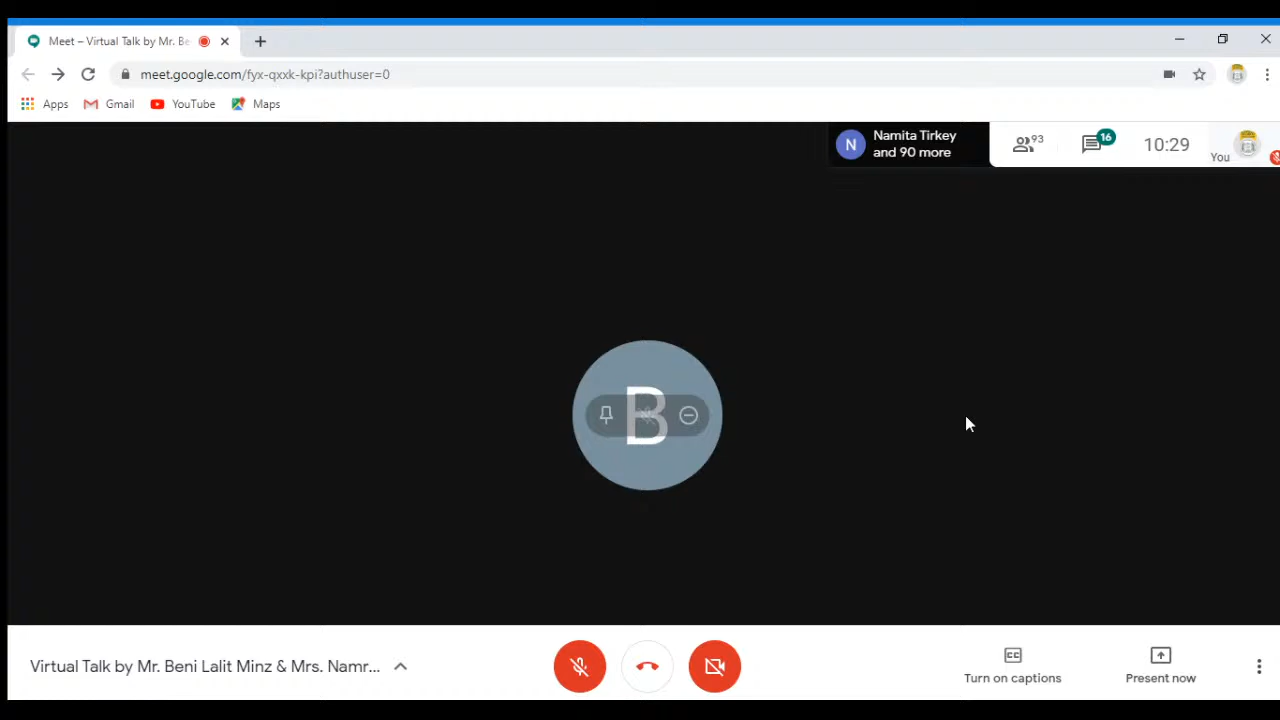 Meet – Virtual Talk by Mr. Be
meet.google.com/fyx-qxxk-kpi?authuser=0
Apps Gmail YouTube Maps
N Namita Tirkey and 90 more
93
16
10:29
You
B
Virtual Talk by Mr. Beni Lalit Minz & Mrs. Namr...
CC
Turn on captions
Present now